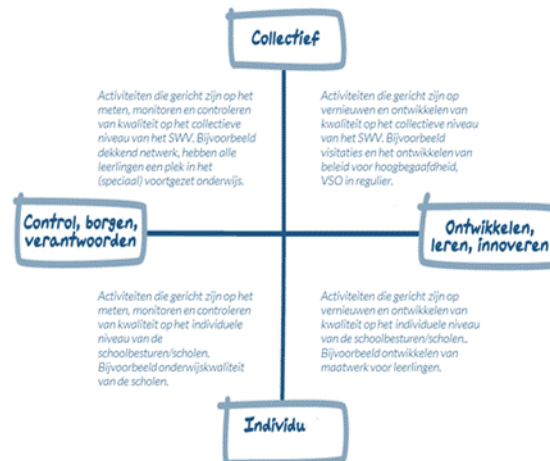 Collectief
Activiteiten die gericht zijn op het
meten, monitoren en controleren
van kwaliteit op het collectieve
niveau van het SWV. Bijvoorbeeld
dekkend netwerk, hebben alle
leerlingen een plek in het
(speciaal) voortgezet onderwijs.
Activiteiten die gericht zijn op
vernieuwen en ontwikkelen van
kwaliteit op het collectieve niveau
van het SWV. Bijvoorbeeld
visitaties en het ontwikkelen van
beleid voor hoogbegaafdheid,
VSO in regulier.
Control, borgen,
verantwoorden
Ontwikkelen,
leren, innoveren
Activiteiten die gericht zijn op het
meten, monitoren en controleren
van kwaliteit op het individuele
niveau van de
schoolbesturen/scholen.
Bijvoorbeeld onderwijskwaliteit
van de scholen.
Activiteiten die gericht zijn op
vernieuwen en ontwikkelen van
kwaliteit op het individuele niveau
van de schoolbesturen/scholen..
Bijvoorbeeld ontwikkelen van
maatwerk voor leerlingen.
Individu